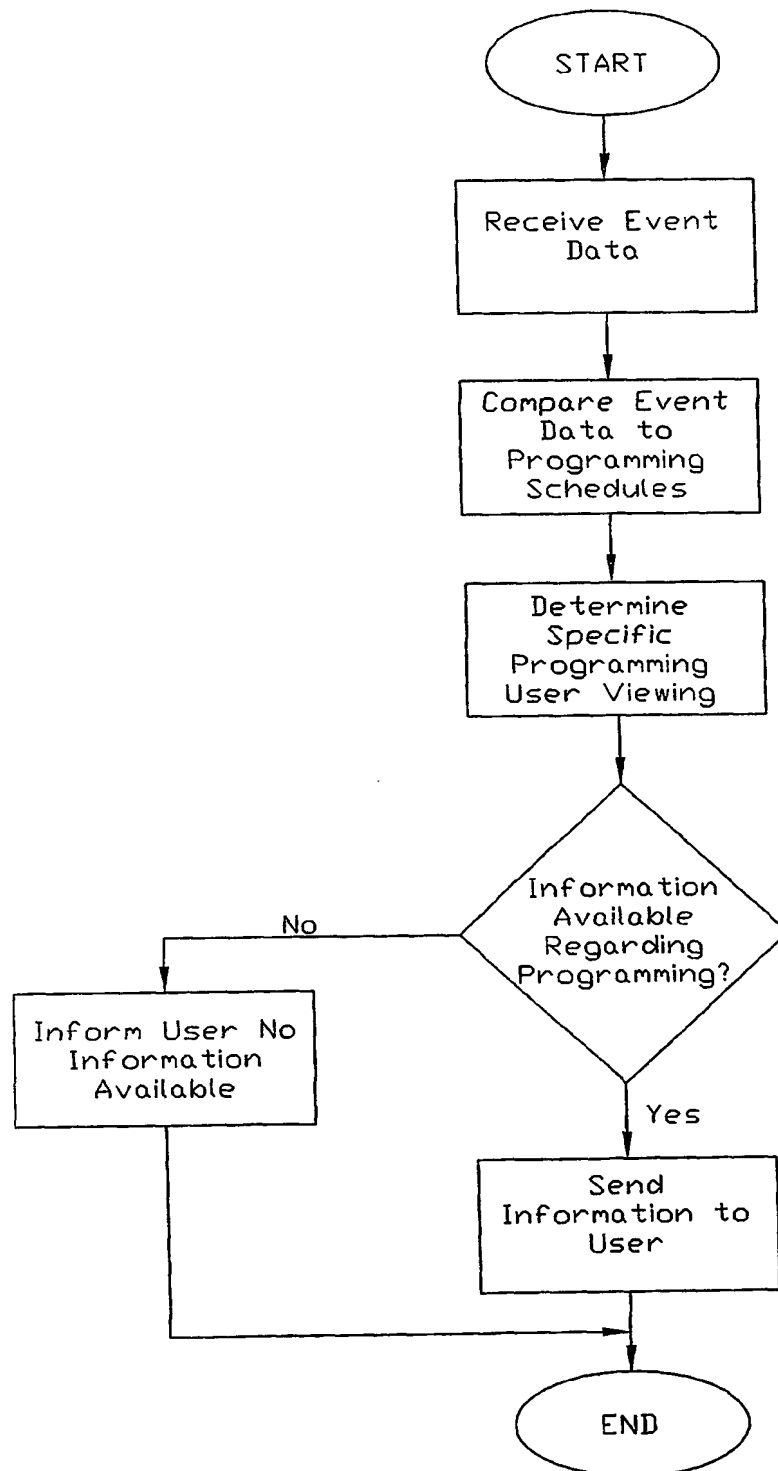 START
Receive Event
Data
Compare Event
Data to
Programming
Schedules
Determine
Specific
Programming
User Viewing
Information
Available
Regarding
Programming?
No
Inform User No
Information
Available
Yes
Send
Information to
User
END